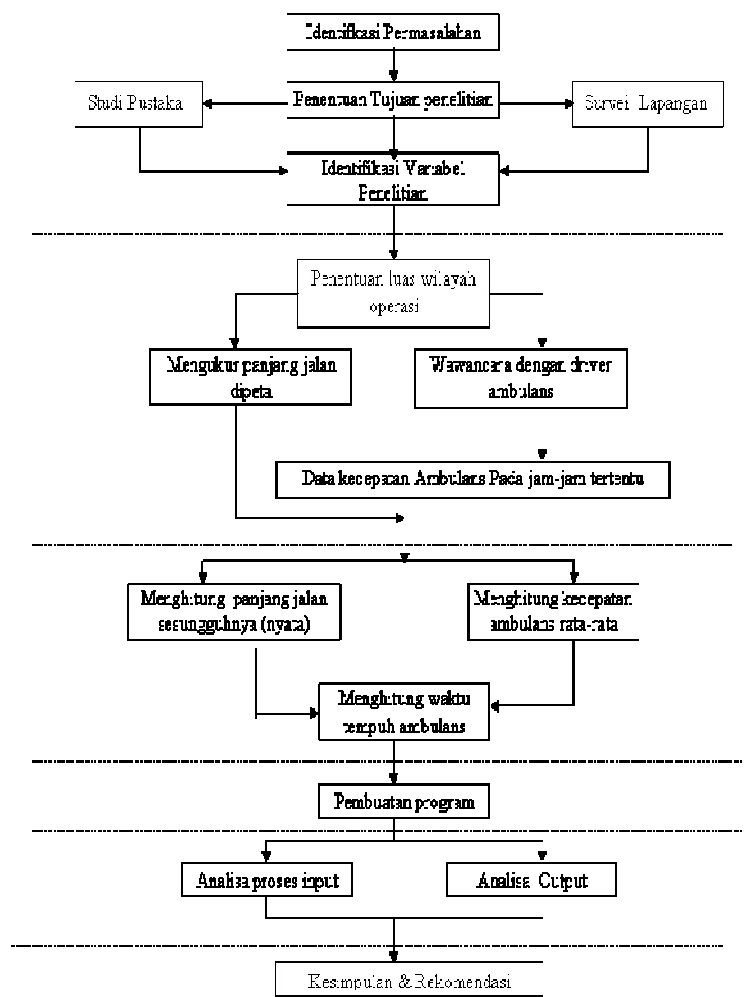 Identifikasi Permasalahan
Studi Pustaka
Penentuan Tujuan penelitian
Survei Lapangan
Identifikasi Variabel
Penelitian
Penentuan luas wilayah
operasi
Mengukur panjang jalan
dipeta
Wawancara dengan driver
ambulans
Data kecepatan Ambulans Pada jam-jam tertentu
Menghitung panjang jalan
sesungguhnya (nyata)
Menghitung kecepatan
ambulans rata-rata
Menghitung waktu
tempuh ambulans
Pembuatan program
Analisa proses input
Analisa Output
Kesimpulan & Rekomendasi